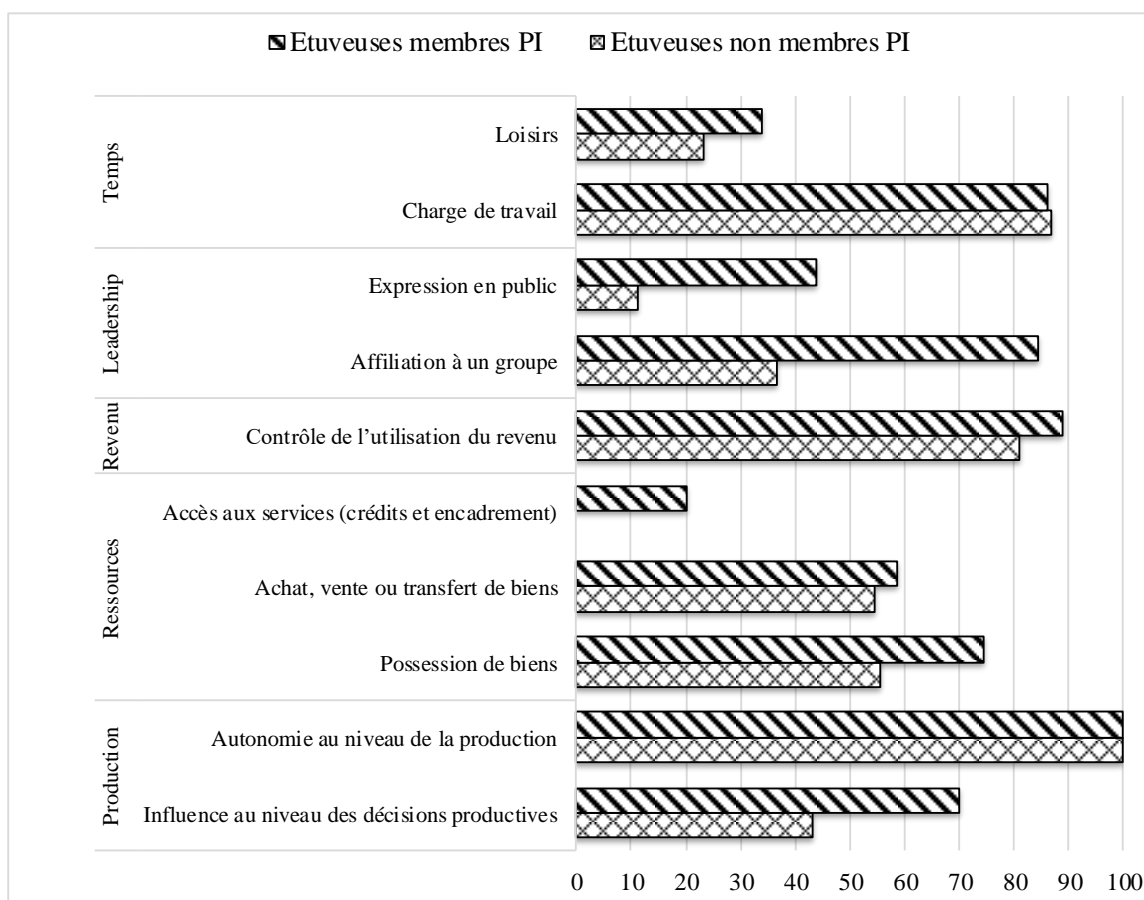 Etuveuses membres PI
Etuveuses non membres PI
Temps
Loisirs
Charge de travail
Leadership
Expression en public
Affiliation à un groupe
Revenu
Contrôle de l’utilisation du revenu
Ressources
Accès aux services (crédits et encadrement)
Achat, vente ou transfert de biens
Possession de biens
Production
Autonomie au niveau de la production
Influence au niveau des décisions productives
0 10 20 30 40 50 60 70 80 90 100